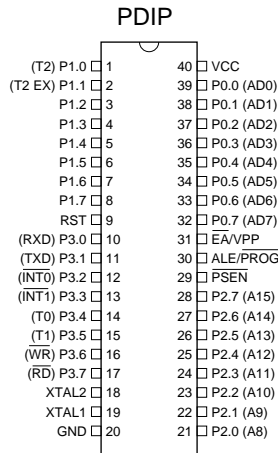 PDIP
(T2) P1.0 1 40 VCC
(T2 EX) P1.1 2 39 P0.0 (AD0)
P1.2 3 38 P0.1 (AD1)
P1.3 4 37 P0.2 (AD2)
P1.4 5 36 P0.3 (AD3)
P1.5 6 35 P0.4 (AD4)
P1.6 7 34 P0.5 (AD5)
P1.7 8 33 P0.6 (AD6)
RST 9 32 P0.7 (AD7)
(RXD) P3.0 10 31 E̅A̅/VPP
(TXD) P3.1 11 30 ALE/P̅R̅O̅G̅
(I̅N̅T̅0̅) P3.2 12 29 P̅S̅E̅N̅
(I̅N̅T̅1̅) P3.3 13 28 P2.7 (A15)
(T0) P3.4 14 27 P2.6 (A14)
(T1) P3.5 15 26 P2.5 (A13)
(W̅R̅) P3.6 16 25 P2.4 (A12)
(R̅D̅) P3.7 17 24 P2.3 (A11)
XTAL2 18 23 P2.2 (A10)
XTAL1 19 22 P2.1 (A9)
GND 20 21 P2.0 (A8)